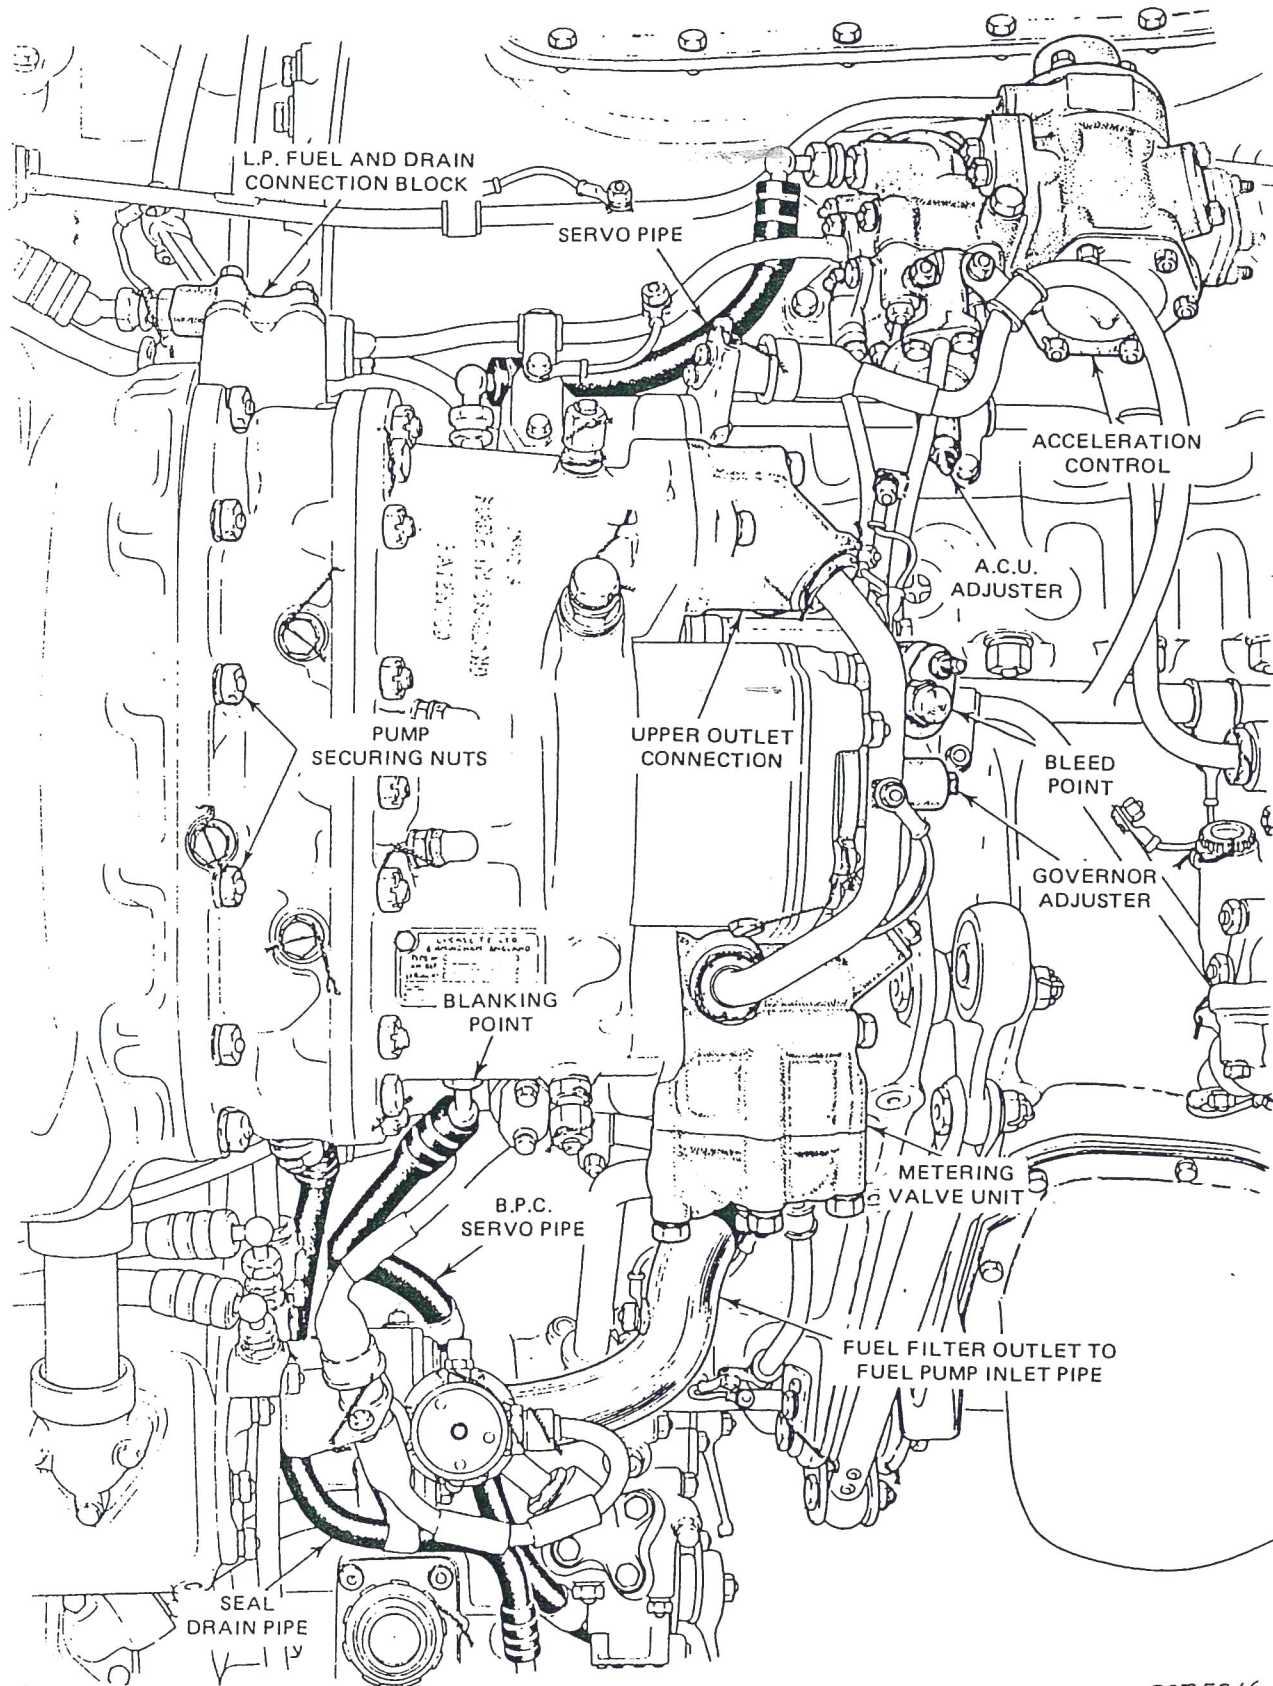 L.P. FUEL AND DRAIN
CONNECTION BLOCK
SERVO PIPE
ACCELERATION
CONTROL
A.C.U.
ADJUSTER
PUMP
SECURING NUTS
UPPER OUTLET
CONNECTION
BLEED
POINT
GOVERNOR
ADJUSTER
BLANKING
POINT
METERING
VALVE UNIT
B.P.C.
SERVO PIPE
FUEL FILTER OUTLET TO
FUEL PUMP INLET PIPE
SEAL
DRAIN PIPE